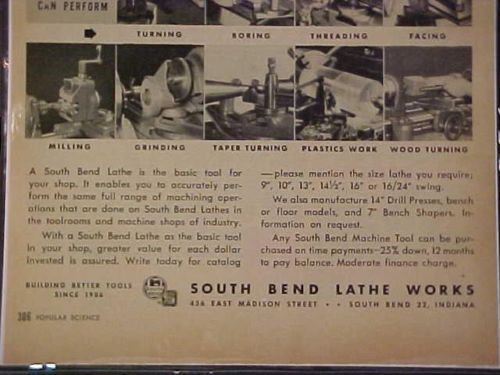 CAN PERFORM
TURNING BORING THREADING FACING
MILLING GRINDING TAPER TURNING PLASTICS WORK WOOD TURNING
A South Bend Lathe is the basic tool for
your shop. It enables you to accurately per-
form the same full range of machining oper-
ations that are done on South Bend Lathes in
the toolrooms and machine shops of industry.
With a South Bend Lathe as the basic tool
in your shop, greater value for each dollar
invested is assured. Write today for catalog
—please mention the size lathe you require;
9", 10", 13", 14½", 16" or 16/24" swing.
We also manufacture 14" Drill Presses, bench
or floor models, and 7" Bench Shapers. In-
formation on request.
Any South Bend Machine Tool can be pur-
chased on time payments—25% down, 12 months
to pay balance. Moderate finance charge.
BUILDING BETTER TOOLS
SINCE 1906
SOUTH BEND LATHE WORKS
456 EAST MADISON STREET • • SOUTH BEND 22, INDIANA
306 POPULAR SCIENCE